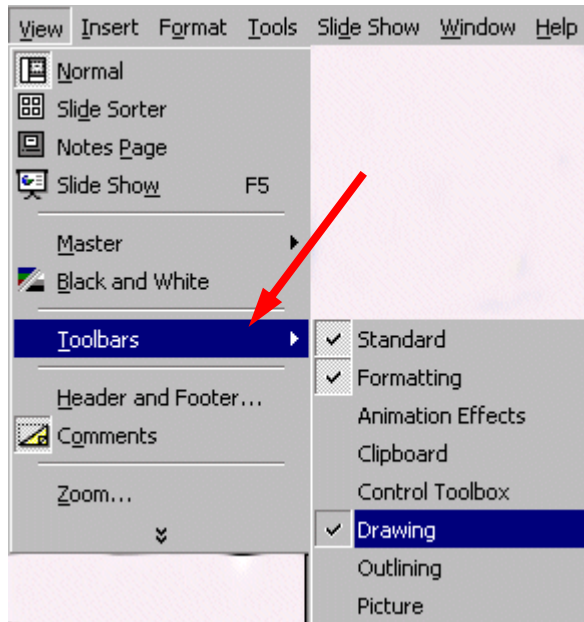 View Insert Format Tools Slide Show Window Help
Normal
Slide Sorter
Notes Page
Slide Show F5
Master
Black and White
Toolbars
Header and Footer...
Comments
Zoom...
Standard
Formatting
Animation Effects
Clipboard
Control Toolbox
Drawing
Outlining
Picture